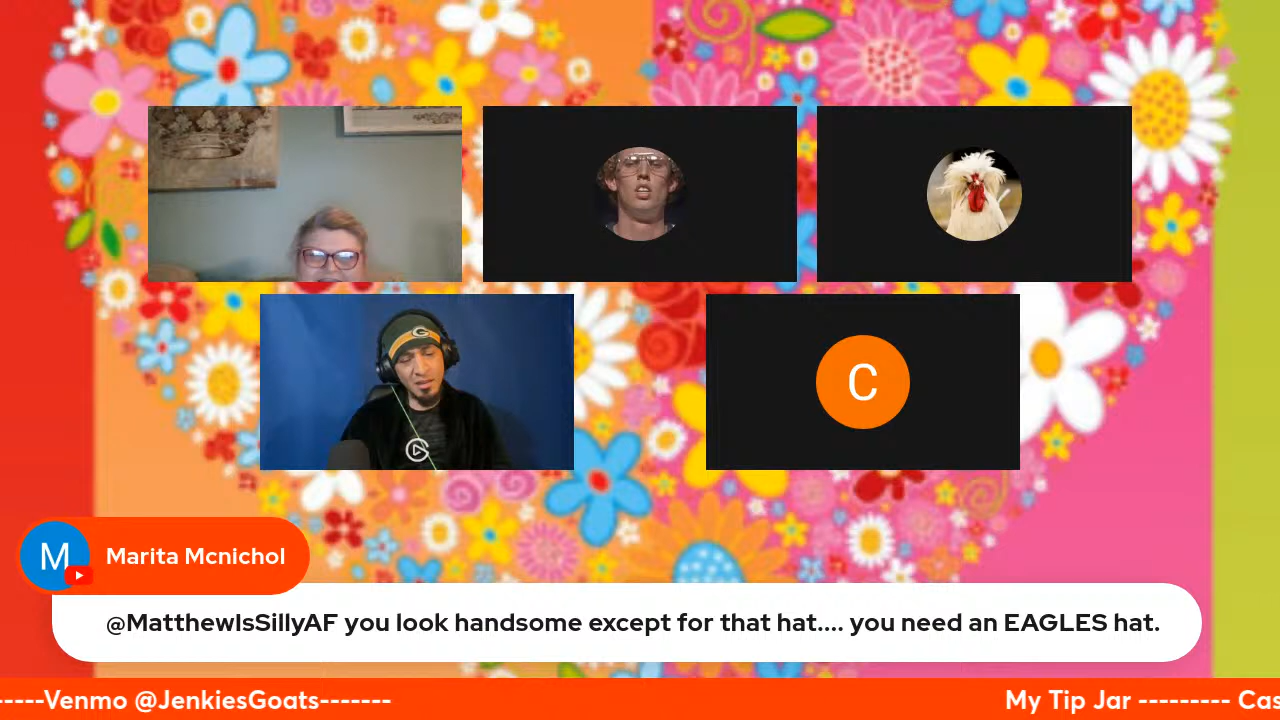 G
C
M
Marita Mcnichol
@MatthewIsSillyAF you look handsome except for that hat.... you need an EAGLES hat.
-----Venmo @JenkiesGoats------- My Tip Jar --------- Cas